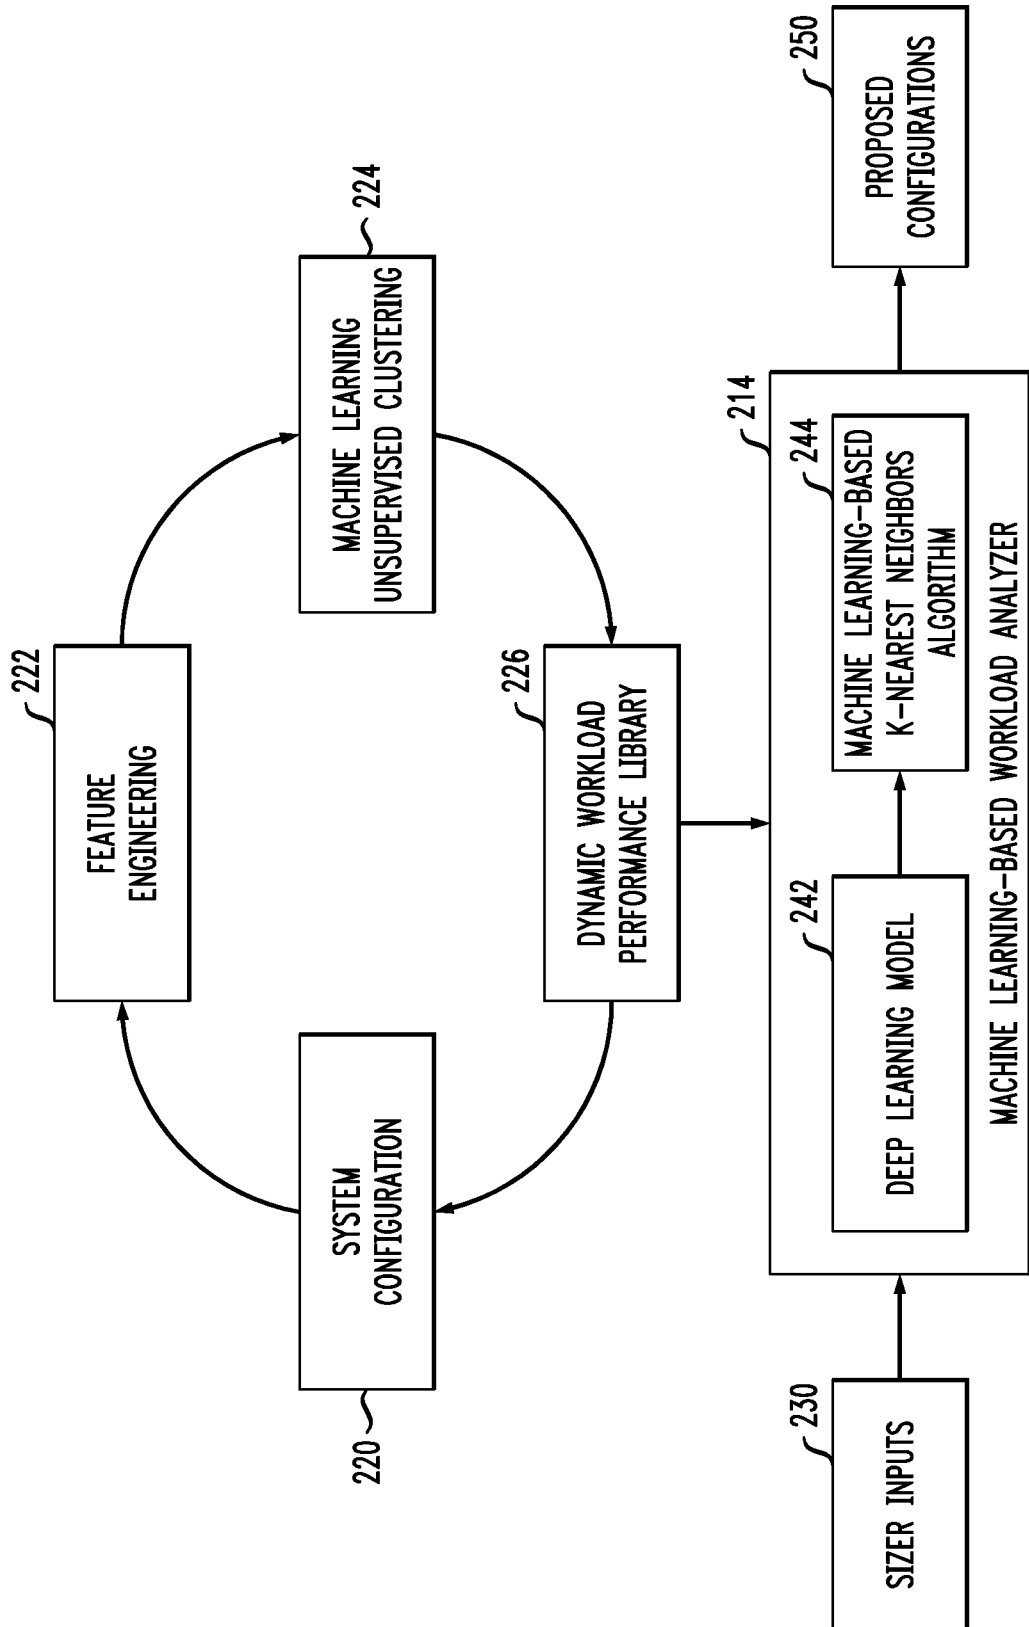 222
FEATURE
ENGINEERING
220
SYSTEM
CONFIGURATION
224
MACHINE LEARNING
UNSUPERVISED CLUSTERING
226
DYNAMIC WORKLOAD
PERFORMANCE LIBRARY
230
SIZER INPUTS
214
242
DEEP LEARNING MODEL
244
MACHINE LEARNING-BASED
K-NEAREST NEIGHBORS
ALGORITHM
MACHINE LEARNING-BASED WORKLOAD ANALYZER
250
PROPOSED
CONFIGURATIONS